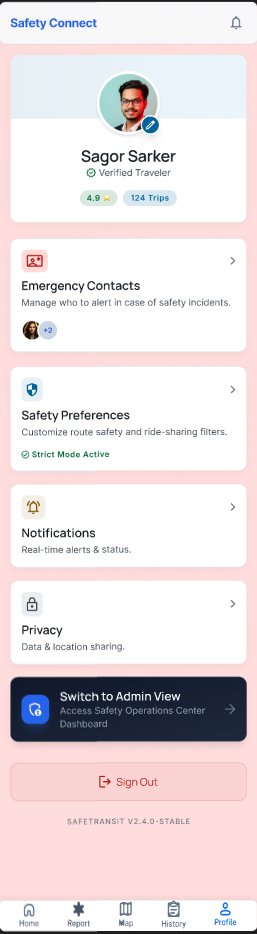 Safety Connect
Sagor Sarker
Verified Traveler
4.9
124 Trips
Emergency Contacts
Manage who to alert in case of safety incidents.
+2
Safety Preferences
Customize route safety and ride-sharing filters.
Strict Mode Active
Notifications
Real-time alerts & status.
Privacy
Data & location sharing.
Switch to Admin View
Access Safety Operations Center
Dashboard
Sign Out
SAFETRANSIT V2.4.0-STABLE
Home
Report
Map
History
Profile